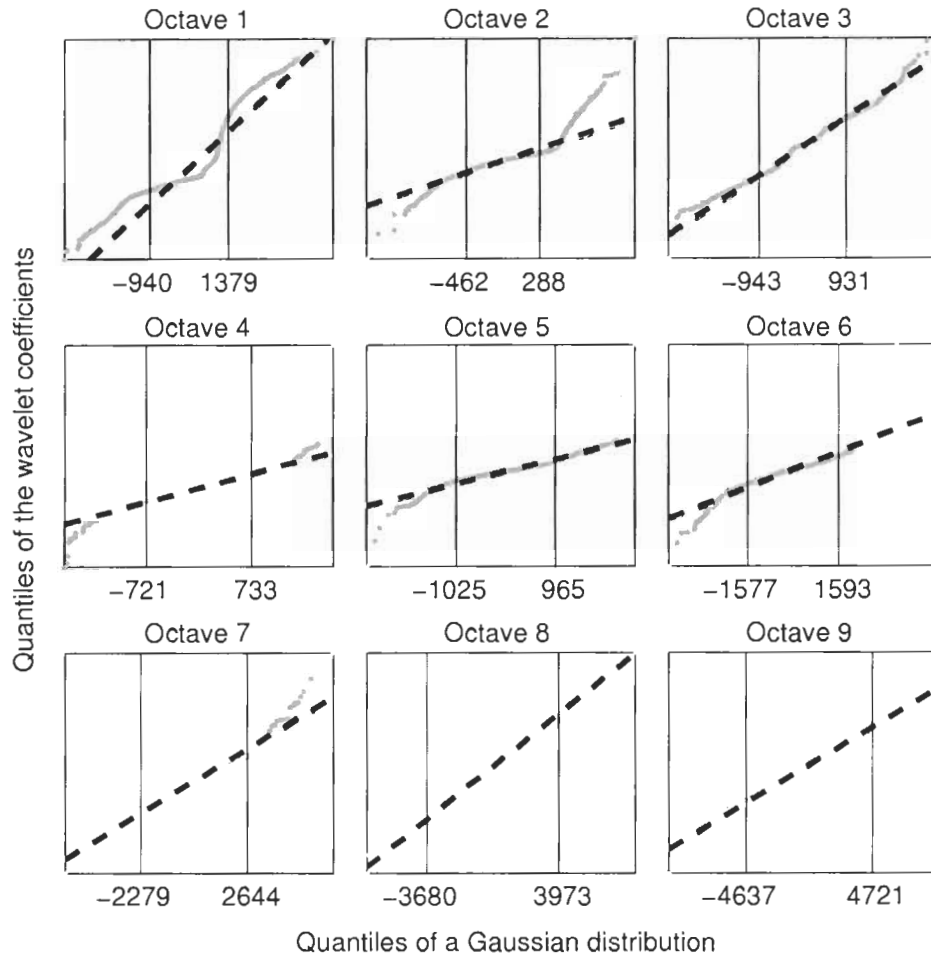 Octave 1 Octave 2 Octave 3
-940 1379 -462 288 -943 931
Octave 4 Octave 5 Octave 6
-721 733 -1025 965 -1577 1593
Octave 7 Octave 8 Octave 9
-2279 2644 -3680 3973 -4637 4721
Quantiles of the wavelet coefficients
Quantiles of a Gaussian distribution